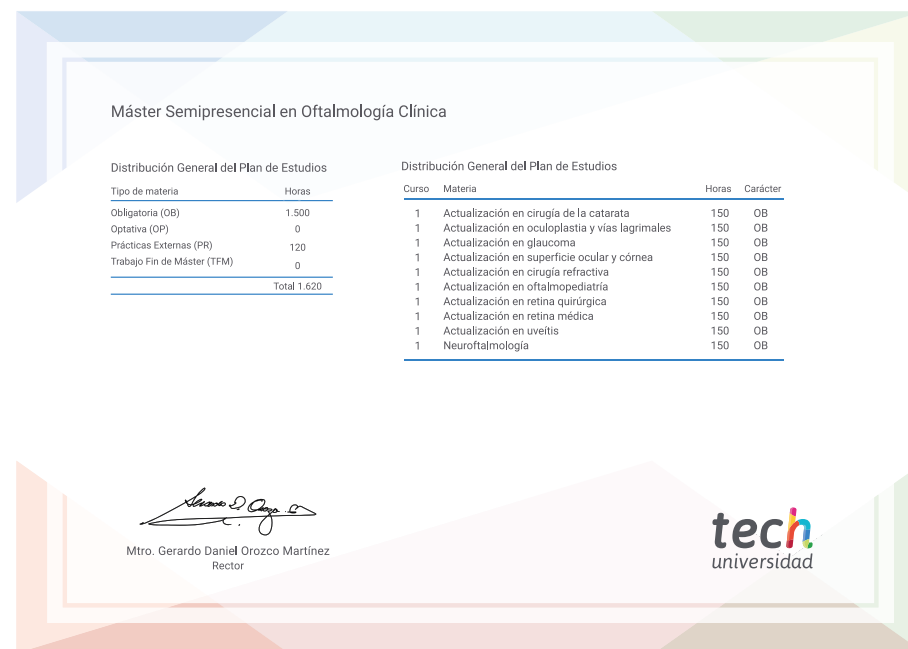 Máster Semipresencial en Oftalmología Clínica
Distribución General del Plan de Estudios
Tipo de materia Horas
Obligatoria (OB) 1.500
Optativa (OP) 0
Prácticas Externas (PR) 120
Trabajo Fin de Máster (TFM) 0
Total 1.620
Distribución General del Plan de Estudios
Curso Materia Horas Carácter
1 Actualización en cirugía de la catarata 150 OB
1 Actualización en oculoplastia y vías lagrimales 150 OB
1 Actualización en glaucoma 150 OB
1 Actualización en superficie ocular y córnea 150 OB
1 Actualización en cirugía refractiva 150 OB
1 Actualización en oftalmopediatría 150 OB
1 Actualización en retina quirúrgica 150 OB
1 Actualización en retina médica 150 OB
1 Actualización en uveítis 150 OB
1 Neuroftalmología 150 OB
Mtro. Gerardo Daniel Orozco Martínez
Rector
tech
universidad